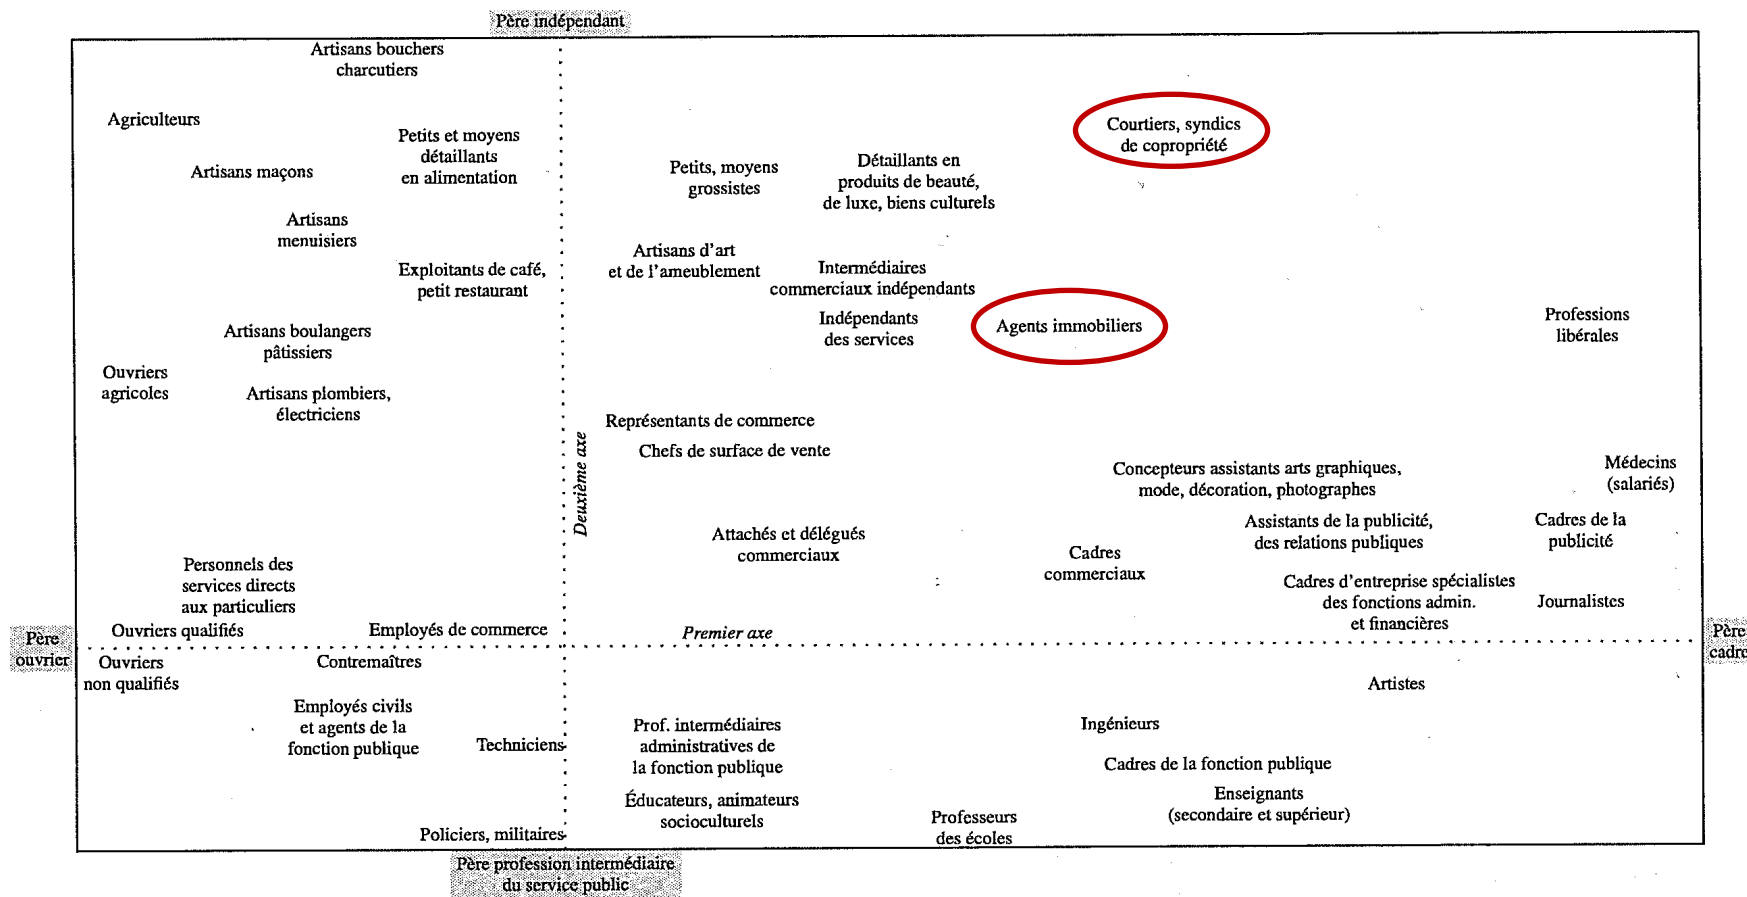 Père indépendant
Artisans bouchers
charcutiers
Agriculteurs
Petits et moyens
détaillants
en alimentation
Artisans maçons
Artisans
menuisiers
Exploitants de café,
petit restaurant
Artisans boulangers
pâtissiers
Ouvriers
agricoles
Artisans plombiers,
électriciens
Courtiers, syndics
de copropriété
Petits, moyens
grossistes
Détaillants en
produits de beauté,
de luxe, biens culturels
Artisans d'art
et de l'ameublement
Intermédiaires
commerciaux indépendants
Indépendants
des services
Agents immobiliers
Professions
libérales
Représentants de commerce
Chefs de surface de vente
Deuxième axe
Concepteurs assistants arts graphiques,
mode, décoration, photographes
Médecins
(salariés)
Attachés et délégués
commerciaux
Assistants de la publicité,
des relations publiques
Cadres de la
publicité
Cadres
commerciaux
Cadres d'entreprise spécialistes
des fonctions admin.
et financières
Journalistes
Personnels des
services directs
aux particuliers
Ouvriers qualifiés
Employés de commerce
Premier axe
Père
ouvrier
Père
cadre
Ouvriers
non qualifiés
Contremaîtres
Employés civils
et agents de la
fonction publique
Techniciens
Policiers, militaires
Artistes
Prof. intermédiaires
administratives de
la fonction publique
Ingénieurs
Cadres de la fonction publique
Éducateurs, animateurs
socioculturels
Professeurs
des écoles
Enseignants
(secondaire et supérieur)
Père profession intermédiaire
du service public